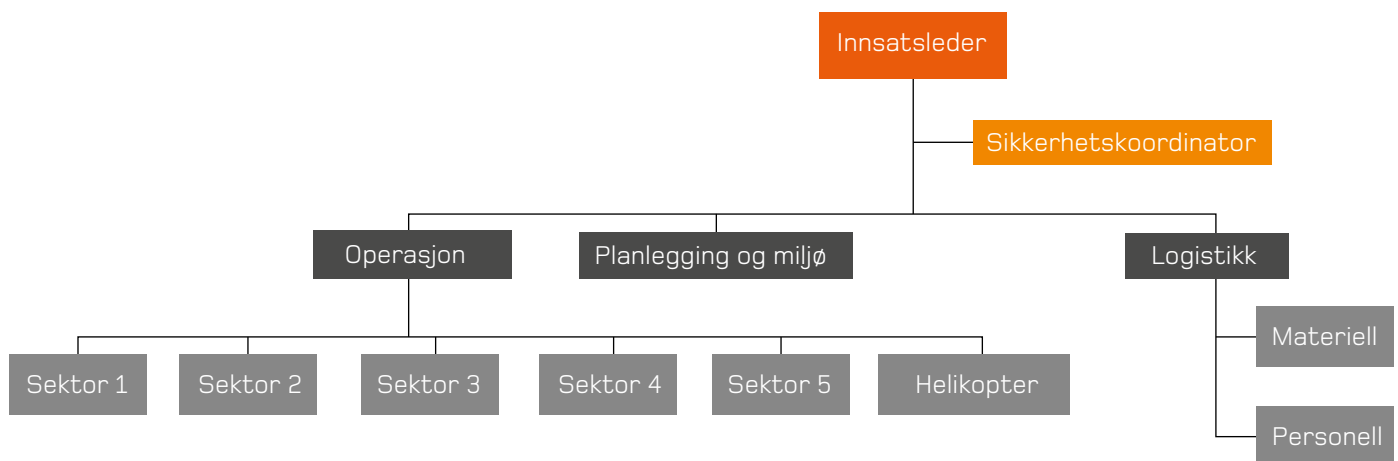 Innsatsleder
Sikkerhetskoordinator
Operasjon
Planlegging og miljø
Logistikk
Sektor 1
Sektor 2
Sektor 3
Sektor 4
Sektor 5
Helikopter
Materiell
Personell